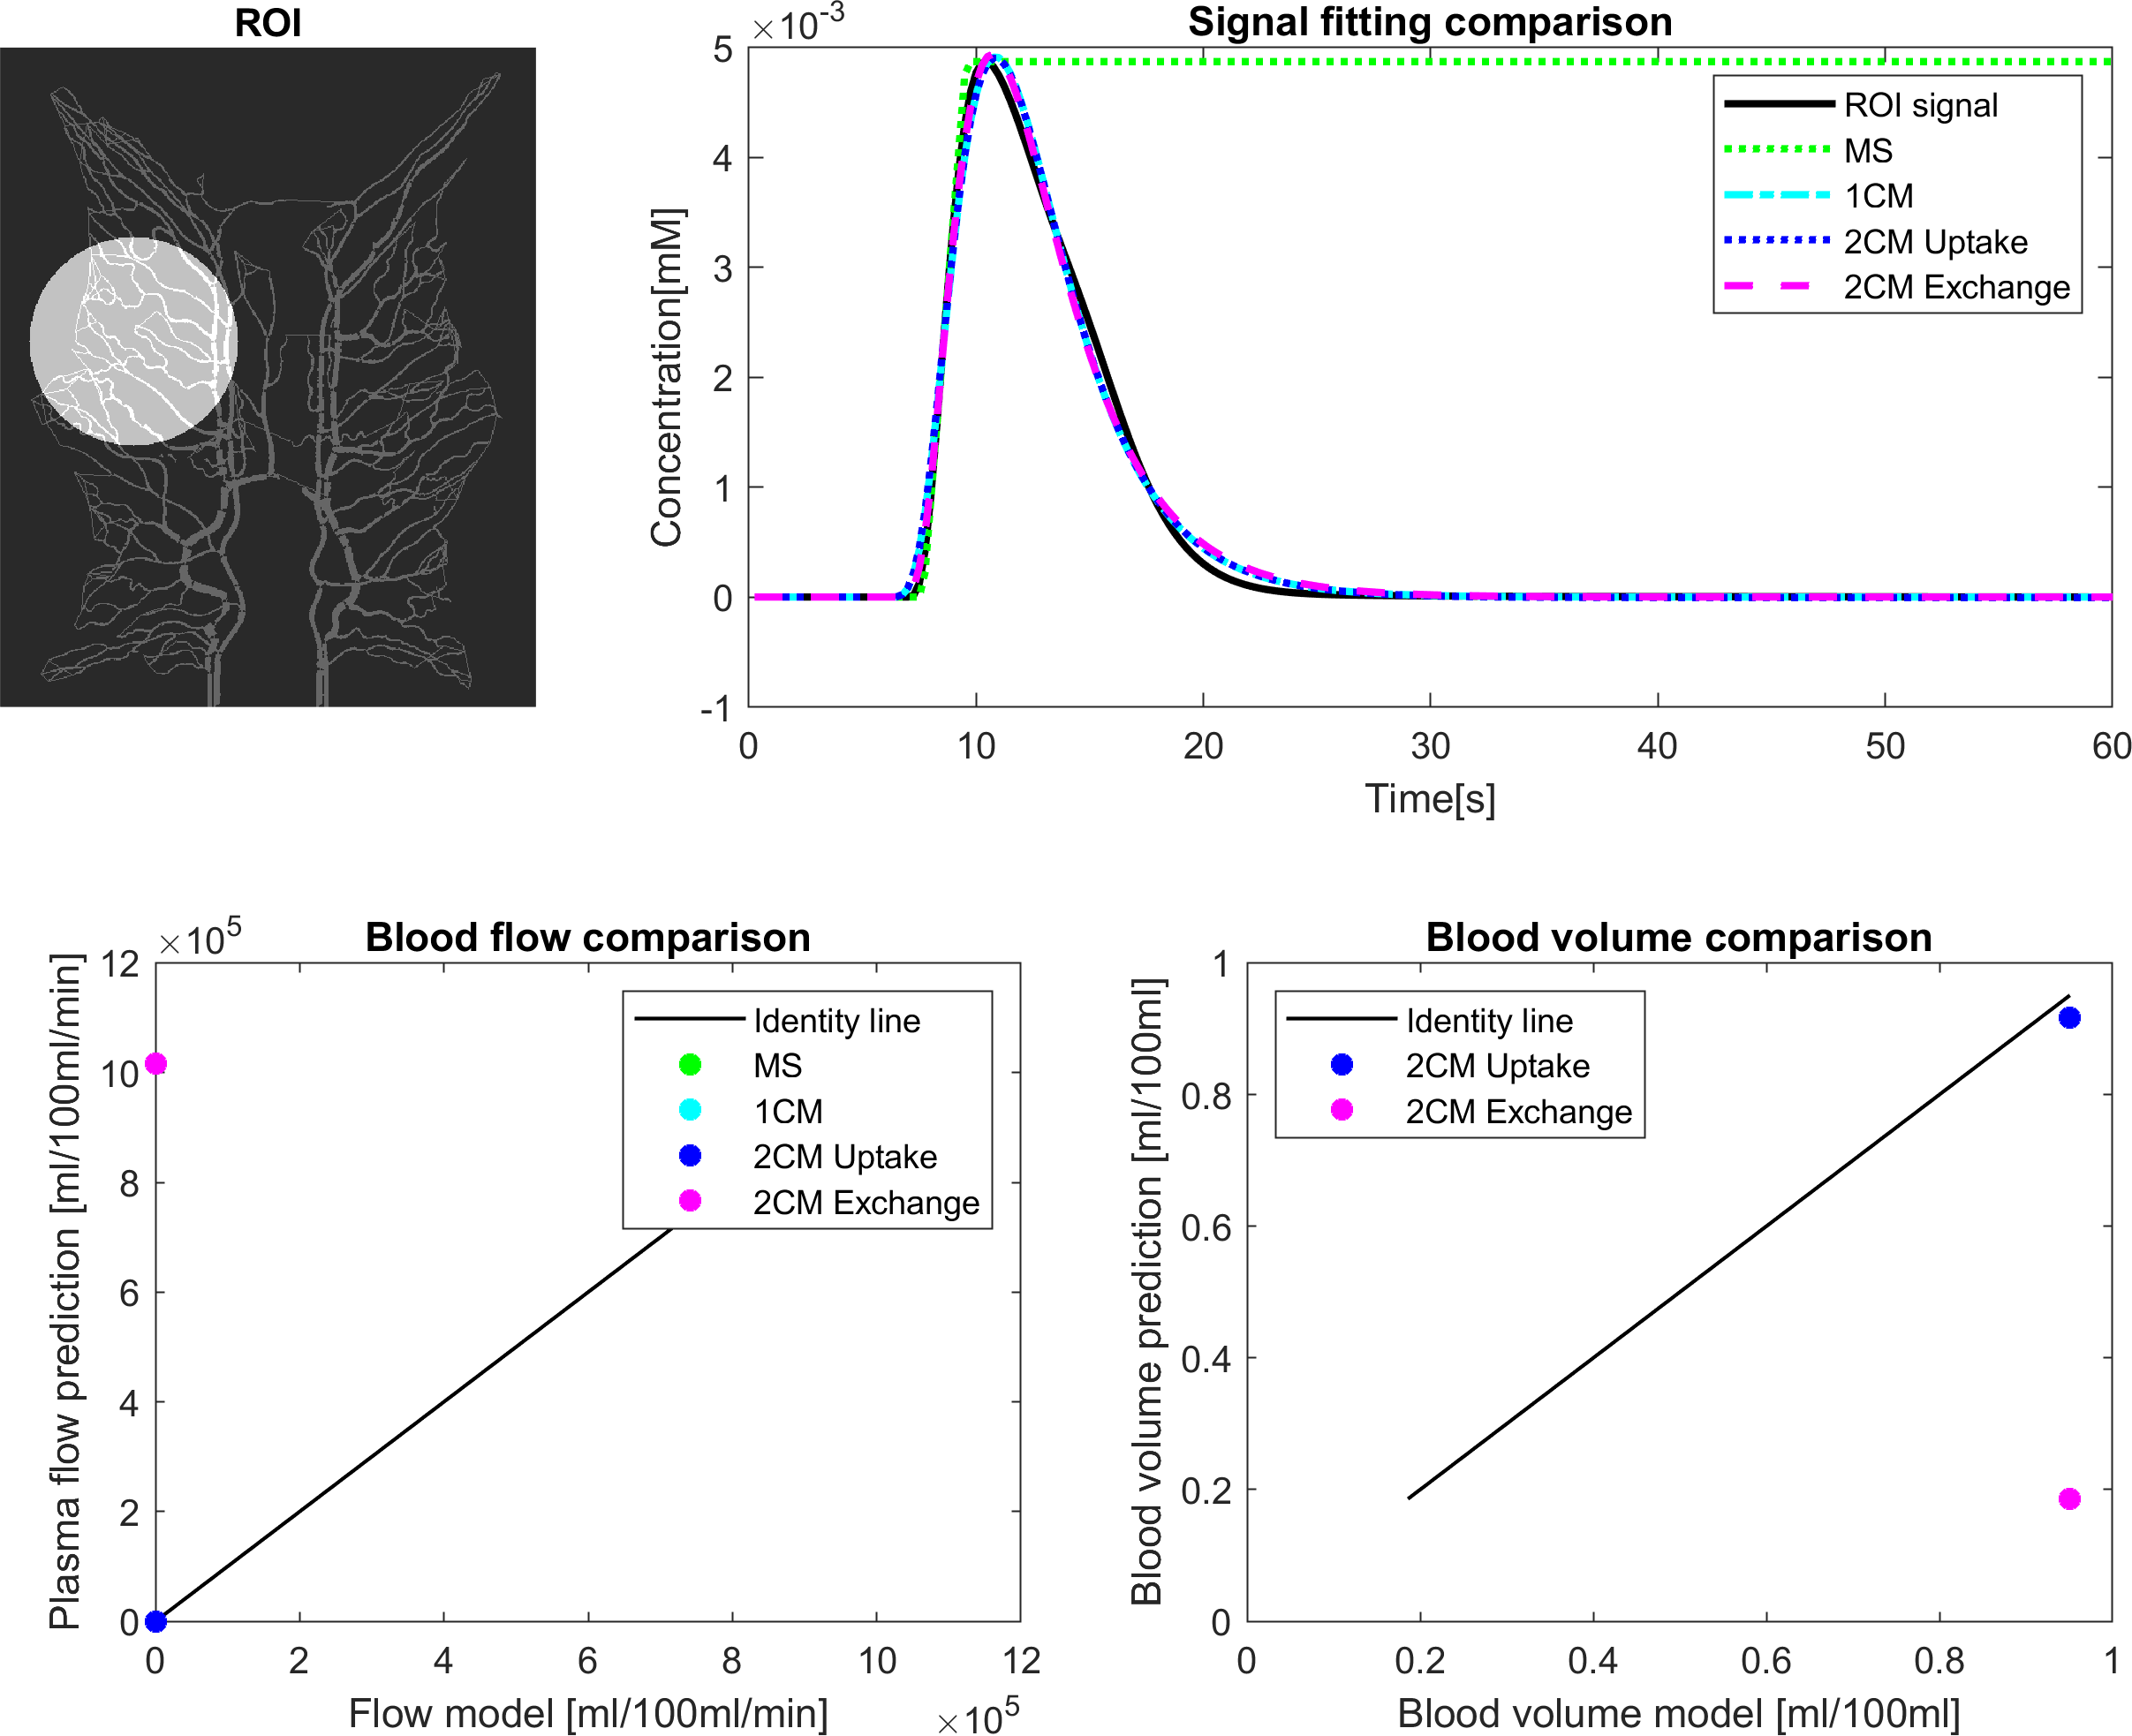 ROI
Signal fitting comparison
×10^-3
5
4
3
2
1
0
-1
Concentration[mM]
0 10 20 30 40 50 60
Time[s]
ROI signal
MS
1CM
2CM Uptake
2CM Exchange
Blood flow comparison
×10^5
12
10
8
6
4
2
0
Plasma flow prediction [ml/100ml/min]
0 2 4 6 8 10 12
Flow model [ml/100ml/min]
×10^5
Identity line
MS
1CM
2CM Uptake
2CM Exchange
Blood volume comparison
1
0.8
0.6
0.4
0.2
0
Blood volume prediction [ml/100ml]
0 0.2 0.4 0.6 0.8 1
Blood volume model [ml/100ml]
Identity line
2CM Uptake
2CM Exchange